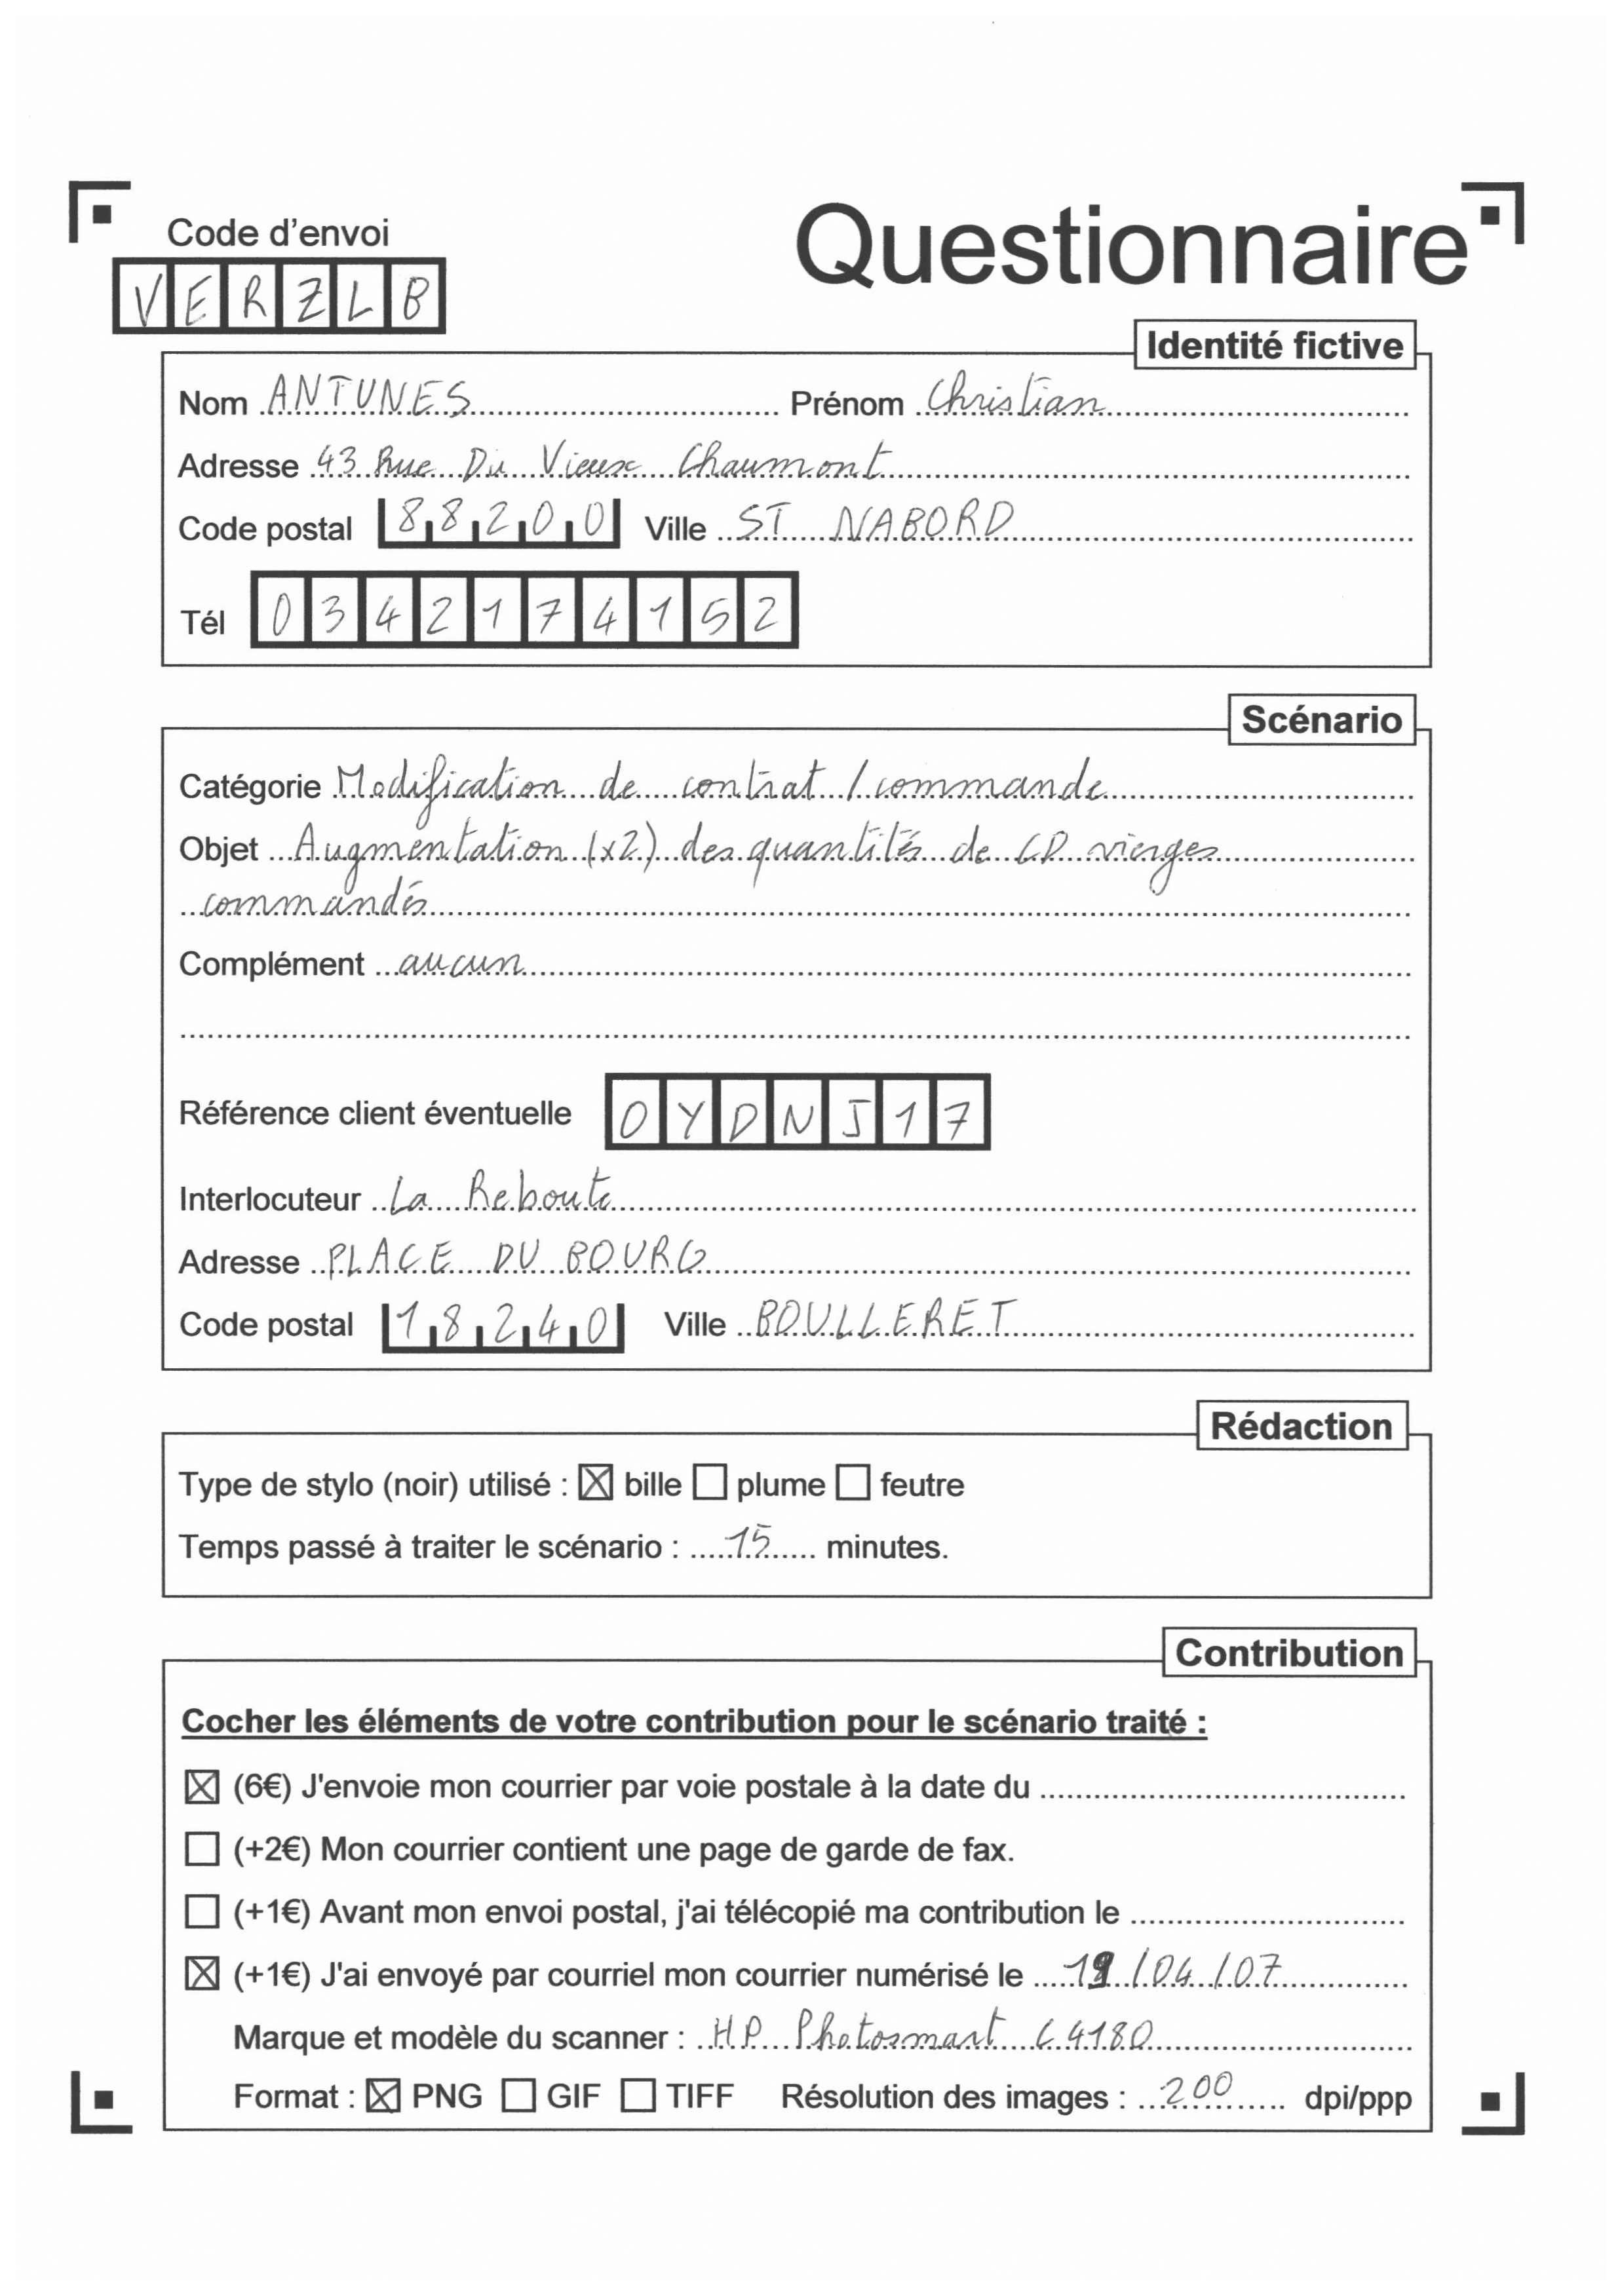 Code d'envoi
Questionnaire
VERZLB
Identité fictive
Nom ANTUNES Prénom Christian
Adresse 43 Rue Du Vieux Chaumont
Code postal 88200 Ville ST NABORD
Tél 0342174152
Scénario
Catégorie Modification de contrat / commande
Objet Augmentation (x2) des quantités de CD vierges
commandés
Complément aucun
Référence client éventuelle OYDNJ17
Interlocuteur La Reboute
Adresse PLACE DU BOURG
Code postal 18240 Ville BOULLERET
Rédaction
Type de stylo (noir) utilisé : ☒ bille ☐ plume ☐ feutre
Temps passé à traiter le scénario : 15 minutes.
Contribution
Cocher les éléments de votre contribution pour le scénario traité :
☒ (6€) J'envoie mon courrier par voie postale à la date du
☐ (+2€) Mon courrier contient une page de garde de fax.
☐ (+1€) Avant mon envoi postal, j'ai télécopié ma contribution le
☒ (+1€) J'ai envoyé par courriel mon courrier numérisé le /04/07
Marque et modèle du scanner : HP Photosmart C4180
Format : ☒ PNG ☐ GIF ☐ TIFF Résolution des images : 200 dpi/ppp